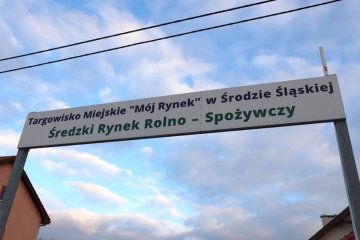 Targowisko Miejskie "Mój Rynek" w Środzie Śląskiej
Średzki Rynek Rolno – Spożywczy